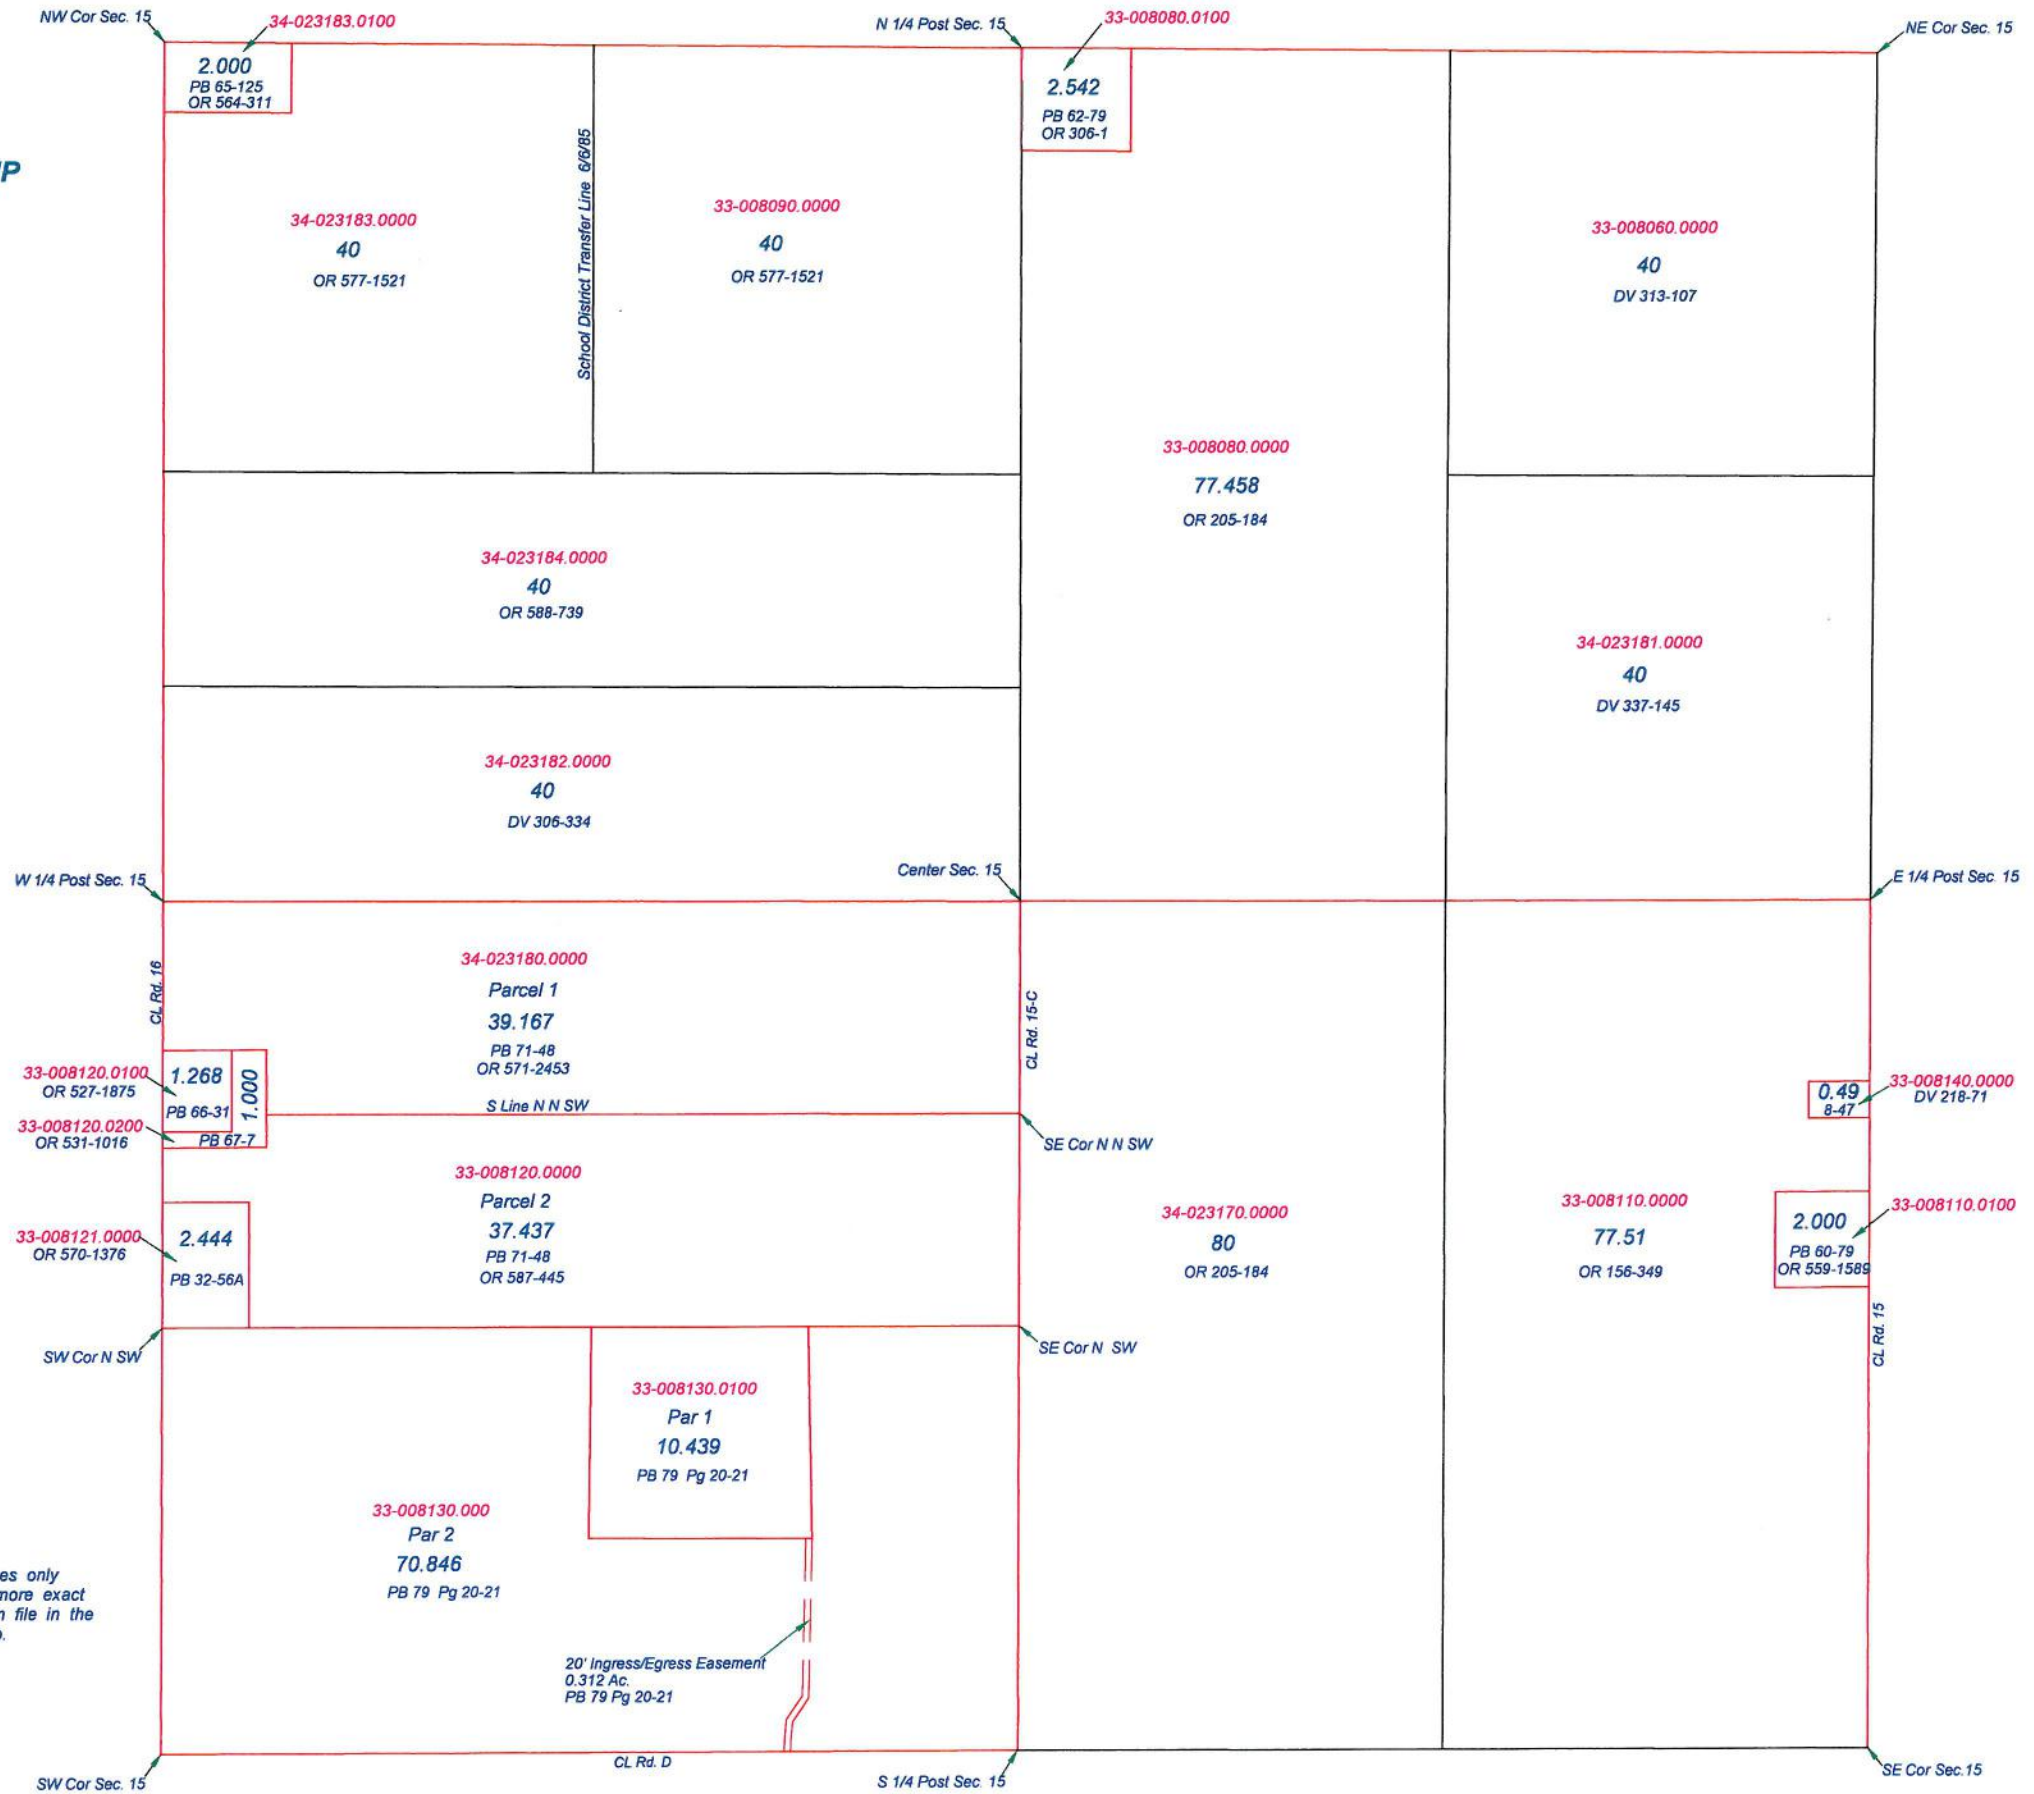 NW Cor Sec. 15
34-023183.0100
N 1/4 Post Sec. 15
33-008080.0100
NE Cor Sec. 15
2.000
PB 65-125
OR 564-311
2.542
PB 62-79
OR 306-1
School District Transfer Line 6/6/85
34-023183.0000
40
OR 577-1521
33-008090.0000
40
OR 577-1521
33-008060.0000
40
DV 313-107
33-008080.0000
77.458
OR 205-184
34-023184.0000
40
OR 588-739
34-023181.0000
40
DV 337-145
34-023182.0000
40
DV 306-334
W 1/4 Post Sec. 15
Center Sec. 15
E 1/4 Post Sec. 15
CL Rd. 16
34-023180.0000
Parcel 1
39.167
PB 71-48
OR 571-2453
S Line N N SW
CL Rd. 15-C
33-008120.0100
OR 527-1875
1.268
PB 66-31
1.000
33-008120.0200
OR 531-1016
PB 67-7
SE Cor N N SW
0.49
8-47
33-008140.0000
DV 218-71
33-008120.0000
Parcel 2
37.437
PB 71-48
OR 587-445
33-008121.0000
OR 570-1376
2.444
PB 32-56A
34-023170.0000
80
OR 205-184
33-008110.0000
77.51
OR 156-349
2.000
PB 60-79
OR 559-1589
33-008110.0100
CL Rd. 15
SW Cor N SW
SE Cor N SW
33-008130.0100
Par 1
10.439
PB 79 Pg 20-21
33-008130.000
Par 2
70.846
PB 79 Pg 20-21
es only
more exact
file in the
20' Ingress/Egress Easement
0.312 Ac.
PB 79 Pg 20-21
CL Rd. D
SW Cor Sec. 15
S 1/4 Post Sec. 15
SE Cor Sec.15